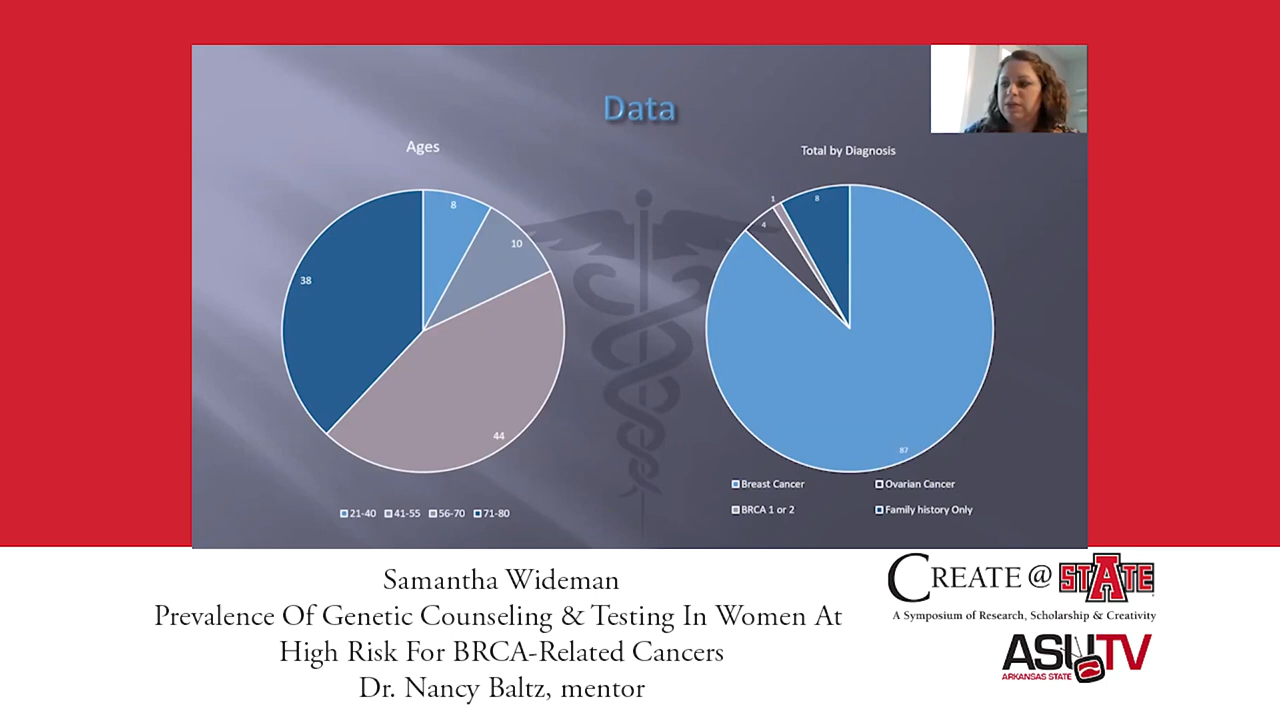 Data
Ages
8
10
44
38
21-40 41-55 56-70 71-80
Total by Diagnosis
1
8
4
87
Breast Cancer Ovarian Cancer
BRCA 1 or 2 Family history Only
Samantha Wideman
Prevalence Of Genetic Counseling & Testing In Women At
High Risk For BRCA-Related Cancers
Dr. Nancy Baltz, mentor
CREATE @ STATE
A Symposium of Research, Scholarship & Creativity
ASUTV
ARKANSAS STATE